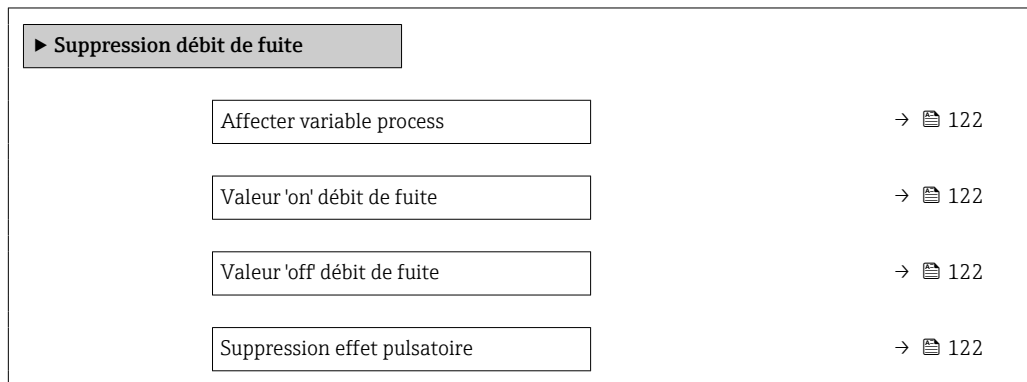 ▶ Suppression débit de fuite
Affecter variable process → 122
Valeur 'on' débit de fuite → 122
Valeur 'off' débit de fuite → 122
Suppression effet pulsatoire → 122